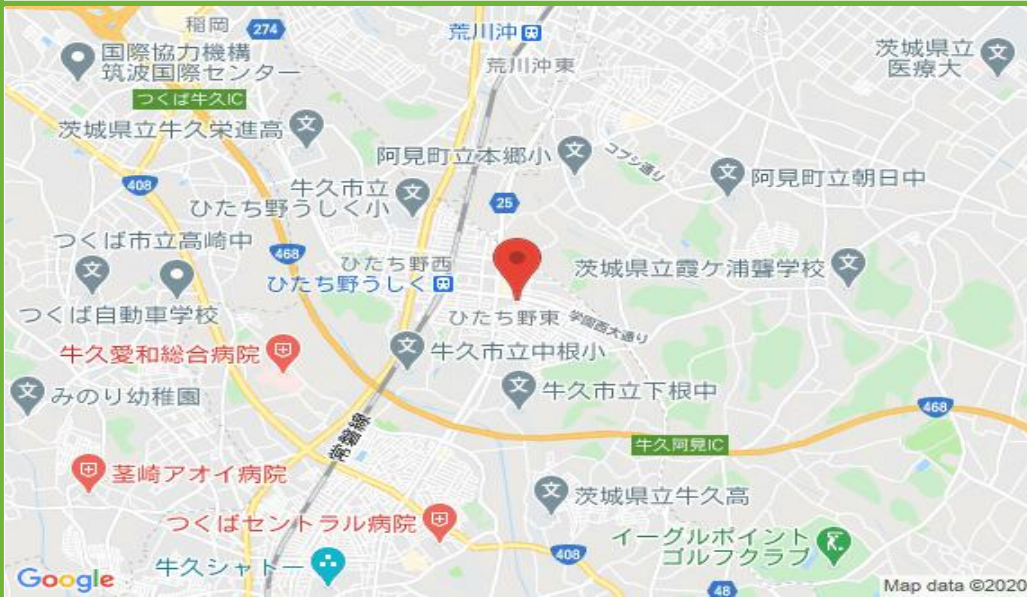 稲岡
274
荒川沖
荒川沖東
国際協力機構
筑波国際センター
茨城県立
医療大
つくば牛久IC
茨城県立牛久栄進高
阿見町立本郷小
コブシ通り
阿見町立朝日中
408
牛久市立
ひたち野うしく小
25
つくば市立高崎中
468
ひたち野西
ひたち野うしく
茨城県立霞ケ浦聾学校
つくば自動車学校
ひたち野東
学園西大通り
牛久愛和総合病院
牛久市立中根小
みのり幼稚園
牛久市立下根中
468
常磐線
牛久阿見IC
茎崎アオイ病院
茨城県立牛久高
つくばセントラル病院
イーグルポイント
ゴルフクラブ
408
牛久シャトー
48
Google
Map data ©2020